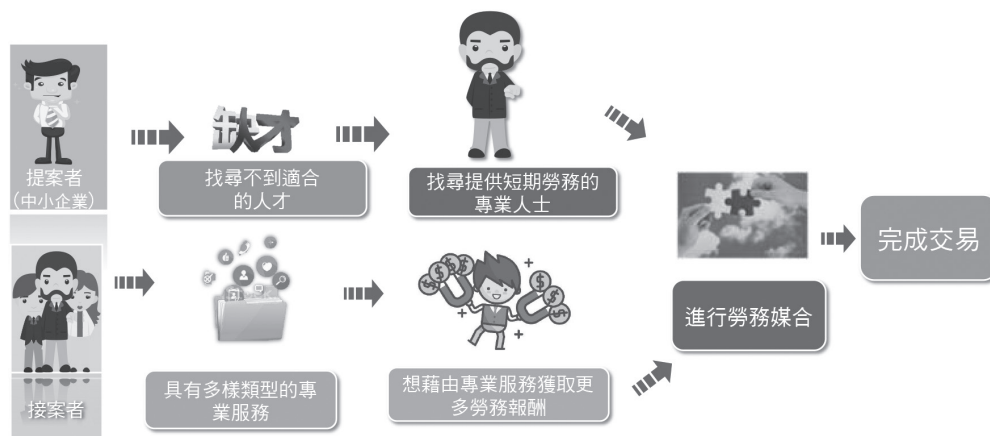 提案者
(中小企業)
缺才
找尋不到適合
的人才
找尋提供短期勞務的
專業人士
進行勞務媒合
完成交易
接案者
具有多樣類型的專
業服務
想藉由專業服務獲取更
多勞務報酬